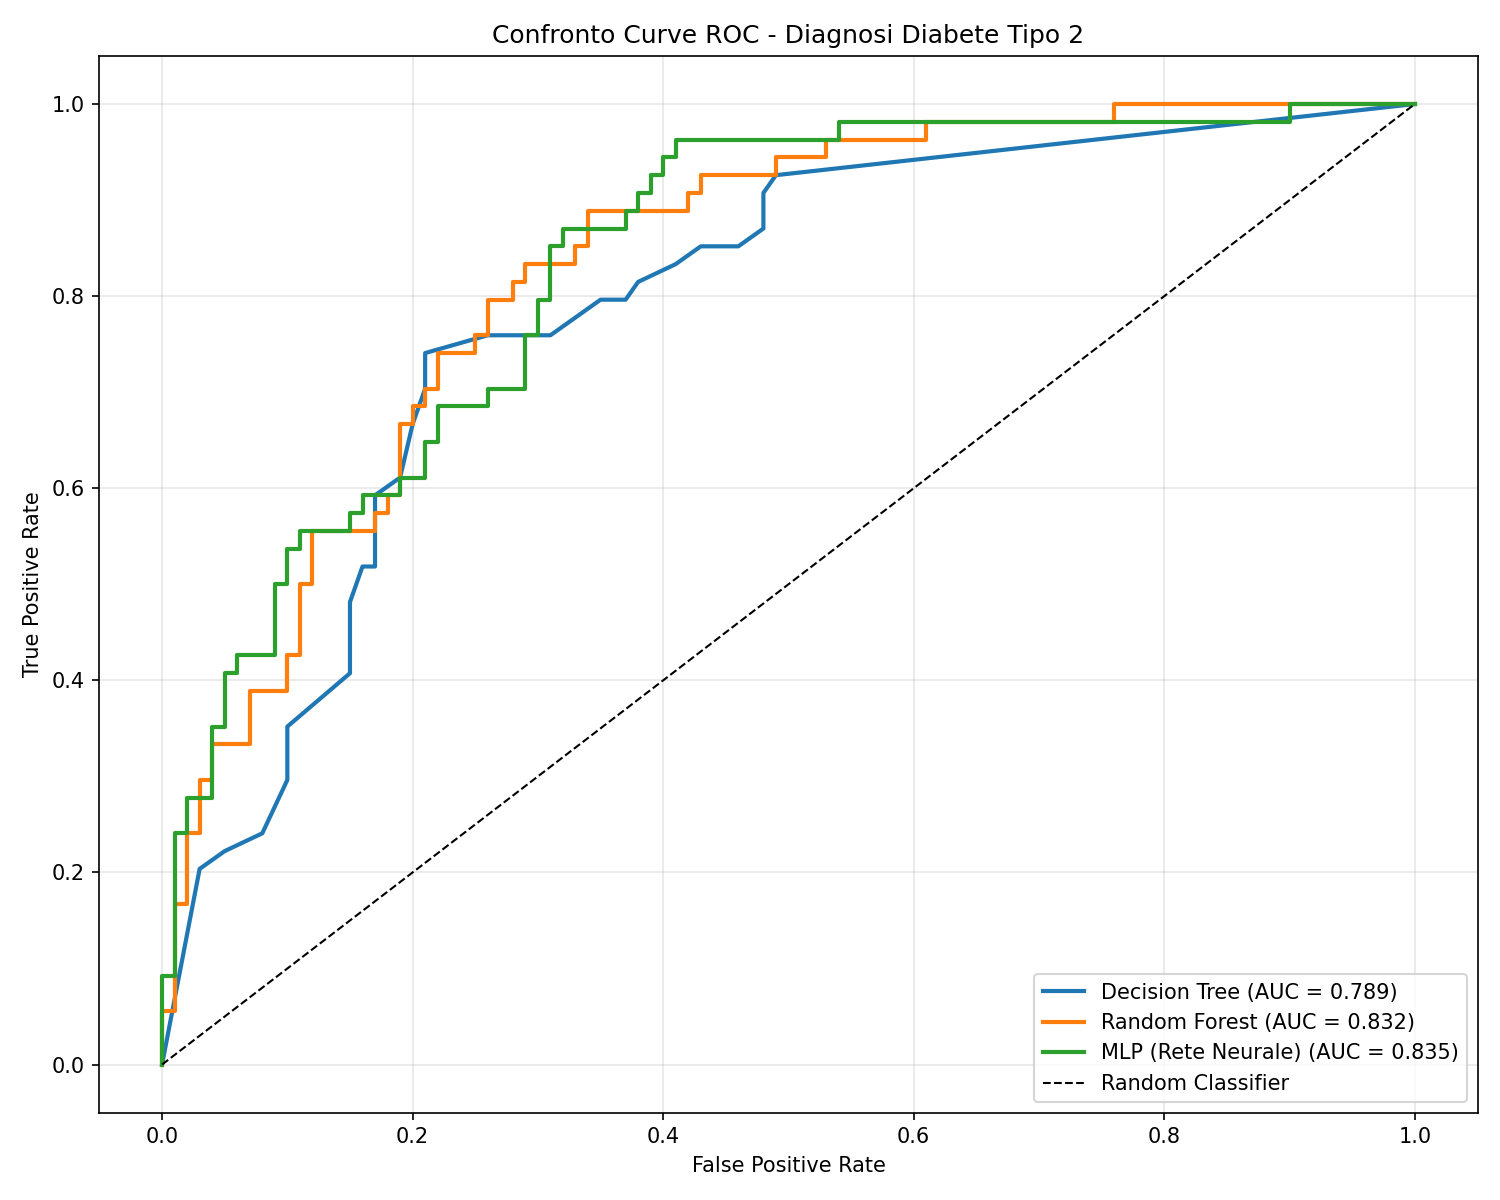 Confronto Curve ROC - Diagnosi Diabete Tipo 2
True Positive Rate
1.0
0.8
0.6
0.4
0.2
0.0
Decision Tree (AUC = 0.789)
Random Forest (AUC = 0.832)
MLP (Rete Neurale) (AUC = 0.835)
Random Classifier
0.0 0.2 0.4 0.6 0.8 1.0
False Positive Rate